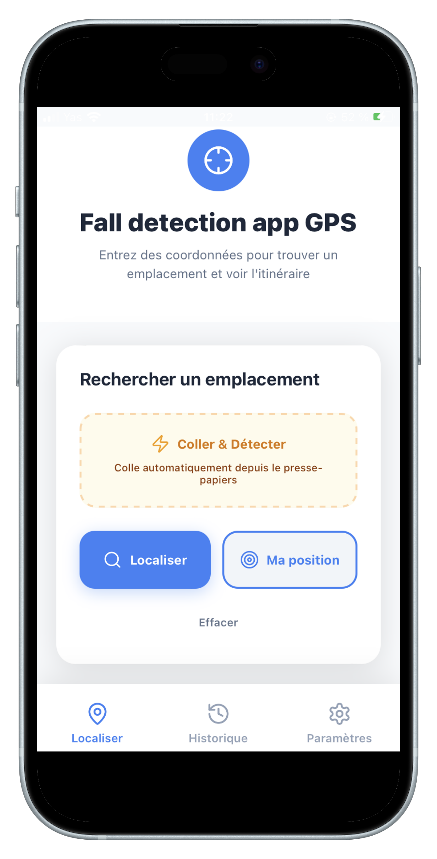 Fall detection app GPS
Entrez des coordonnées pour trouver un
emplacement et voir l'itinéraire
Rechercher un emplacement
Coller & Détecter
Colle automatiquement depuis le presse-
papiers
Localiser
Ma position
Effacer
Localiser
Historique
Paramètres